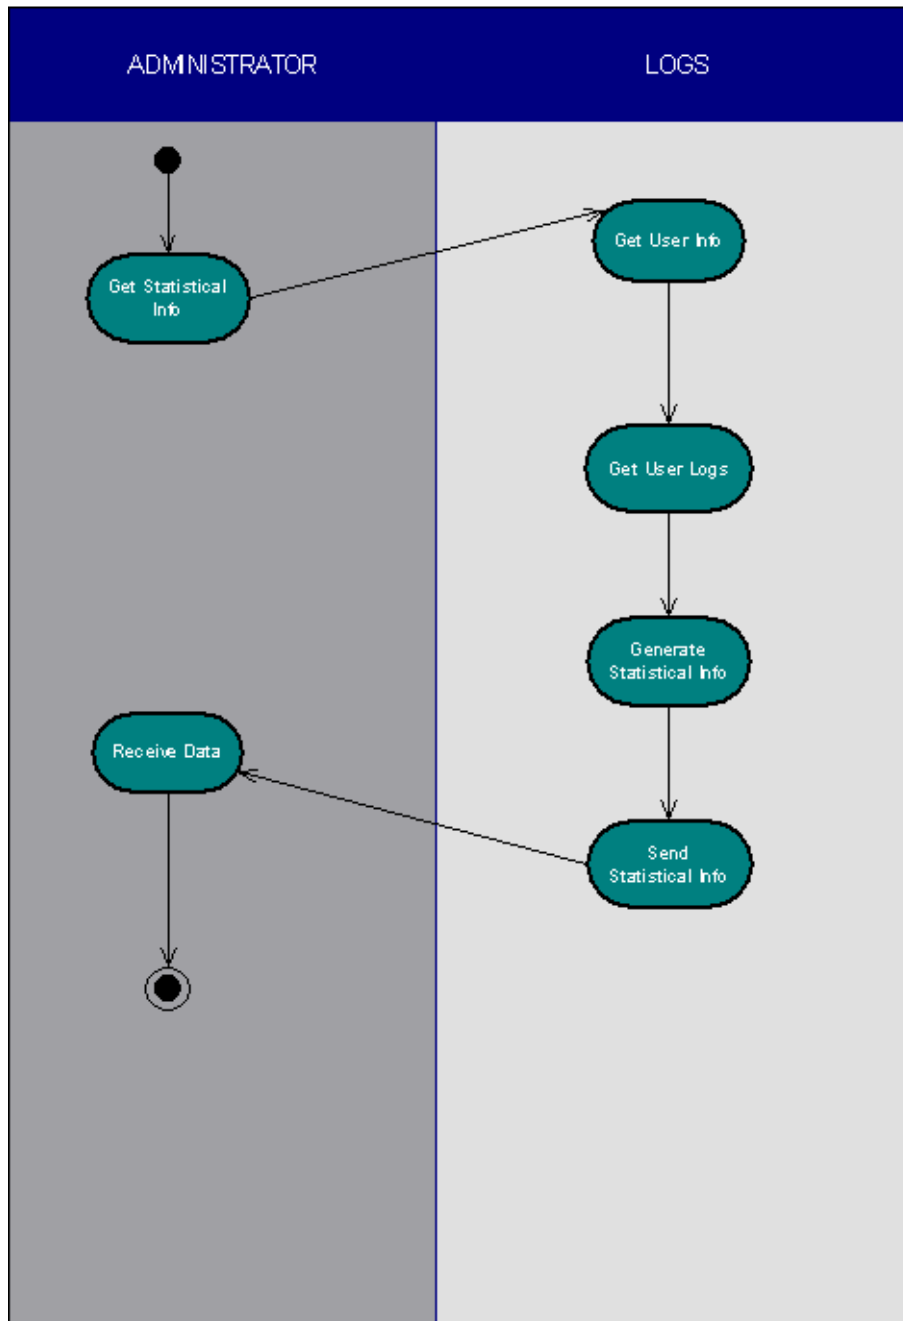 ADMINISTRATOR
LOGS
Get User Info
Get Statistical
Info
Get User Logs
Generate
Statistical Info
Receive Data
Send
Statistical Info